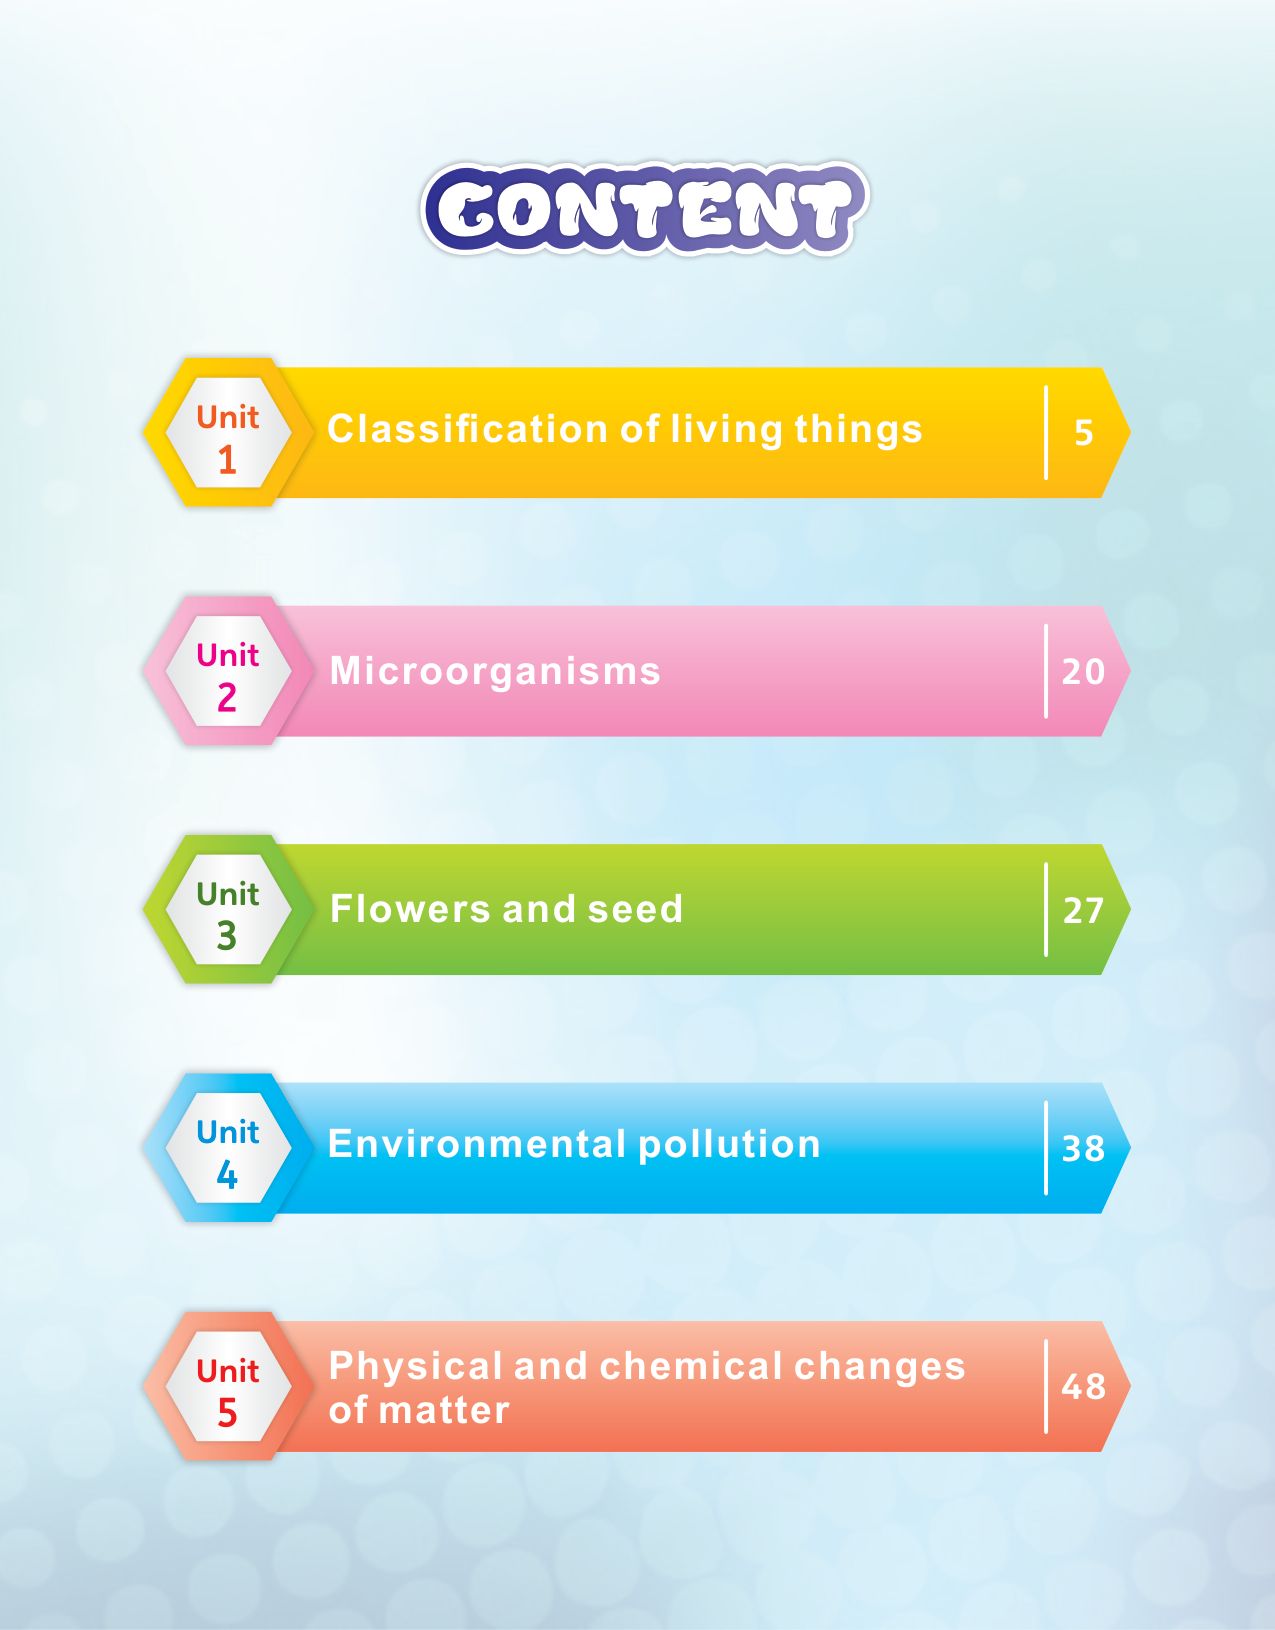 CONTENT
Unit
1
Classification of living things
5
Unit
2
Microorganisms
20
Unit
3
Flowers and seed
27
Unit
4
Environmental pollution
38
Unit
5
Physical and chemical changes
of matter
48